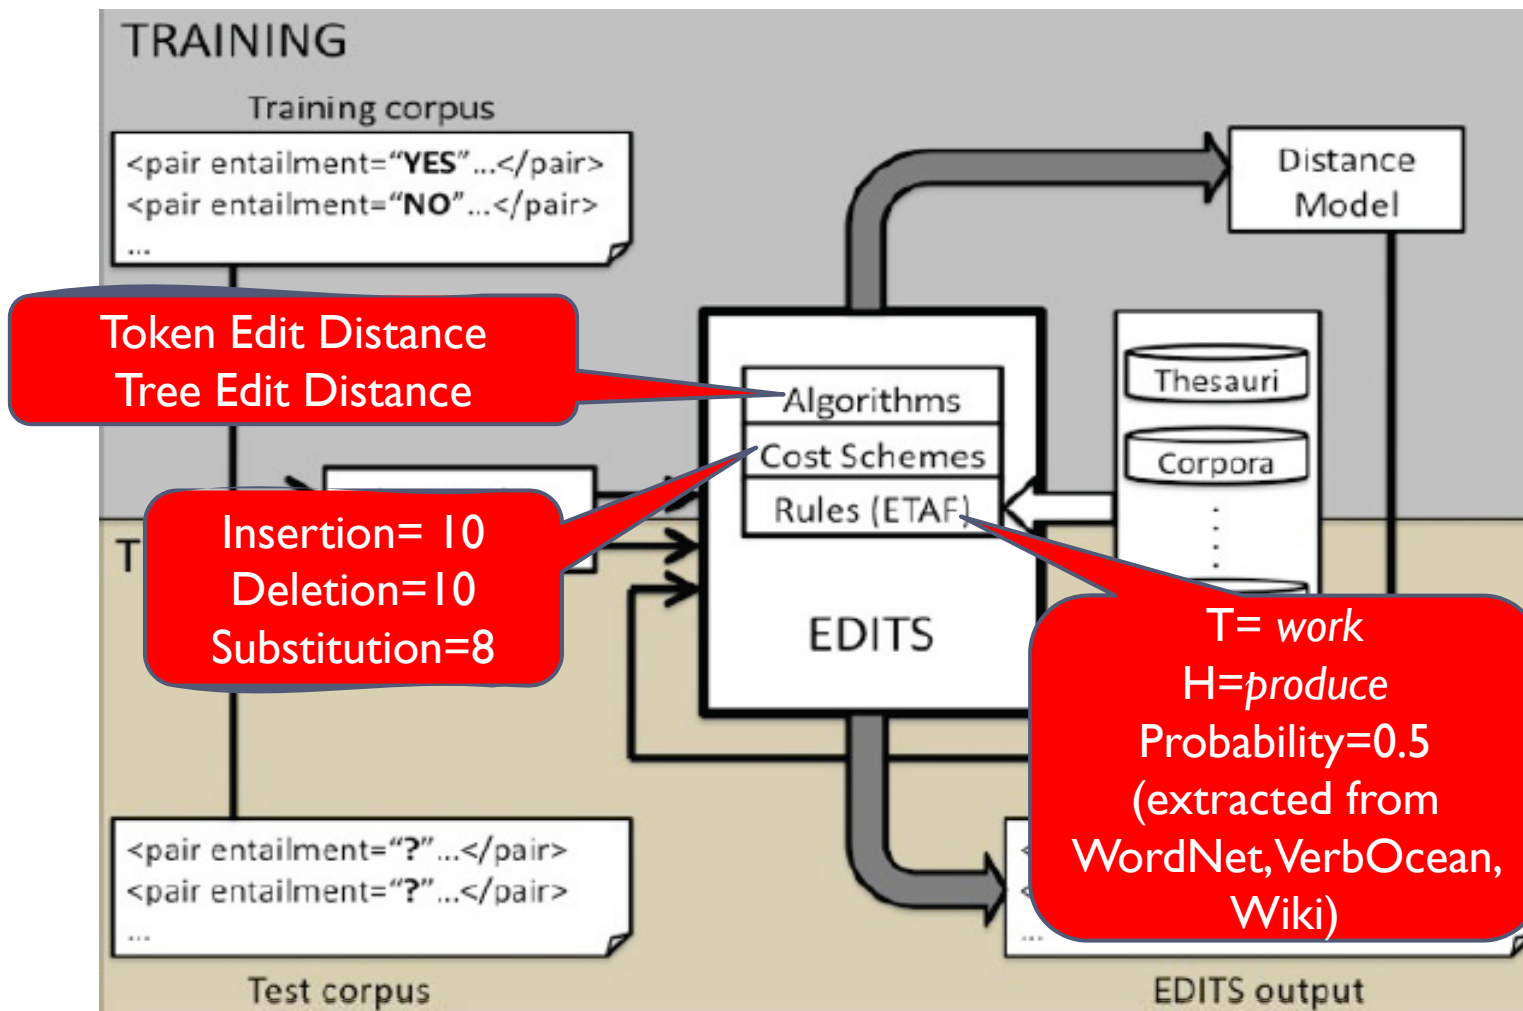 TRAINING
Training corpus
<pair entailment=“YES”...</pair>
<pair entailment=“NO”...</pair>
...
Distance
Model
Token Edit Distance
Tree Edit Distance
Algorithms
Cost Schemes
Rules (ETAF)
EDITS
Thesauri
Corpora
Insertion= 10
Deletion=10
Substitution=8
T
T= work
H=produce
Probability=0.5
(extracted from
WordNet, VerbOcean,
Wiki)
<pair entailment=“?”...</pair>
<pair entailment=“?”...</pair>
...
Test corpus
<
<
...
EDITS output